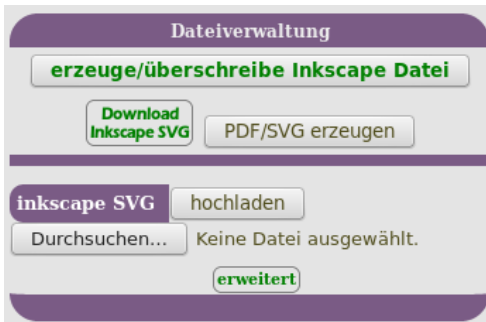 Dateiverwaltung
erzeuge/überschreibe Inkscape Datei
Download
Inkscape SVG
PDF/SVG erzeugen
inkscape SVG hochladen
Durchsuchen... Keine Datei ausgewählt.
erweitert